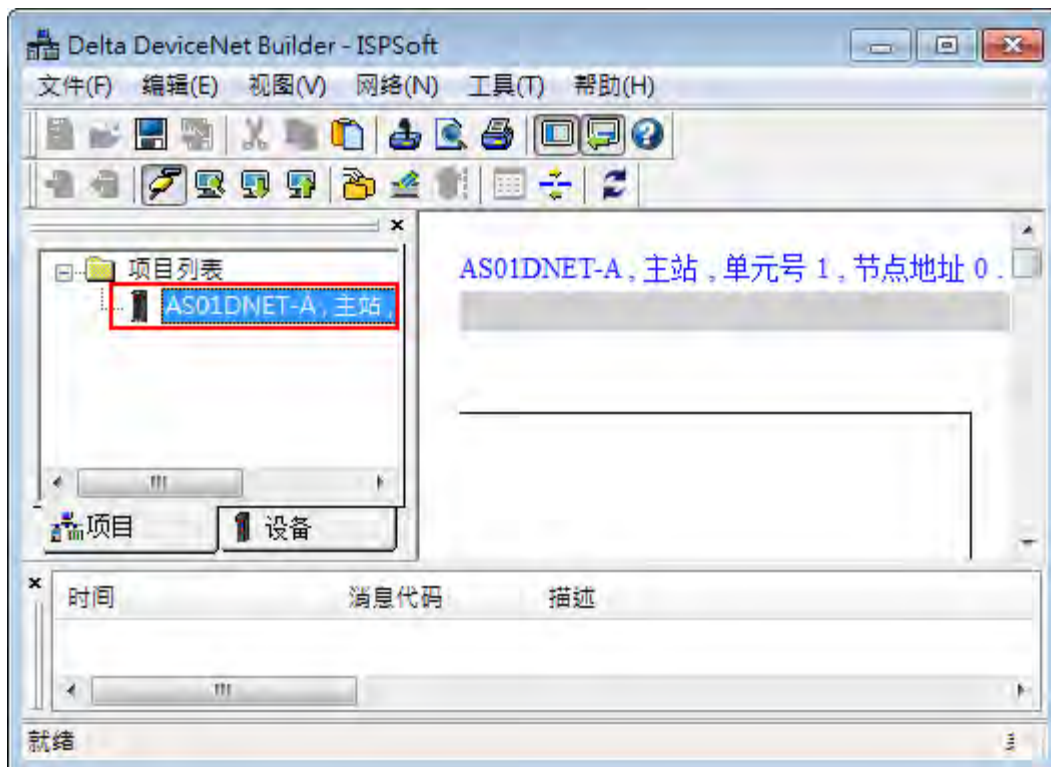 Delta DeviceNet Builder - ISPSoft
文件(F) 编辑(E) 视图(V) 网络(N) 工具(T) 帮助(H)
项目列表
AS01DNET-A , 主站 ,
AS01DNET-A , 主站 , 单元号 1 , 节点地址 0 .
项目 设备
时间 消息代码 描述
就绪